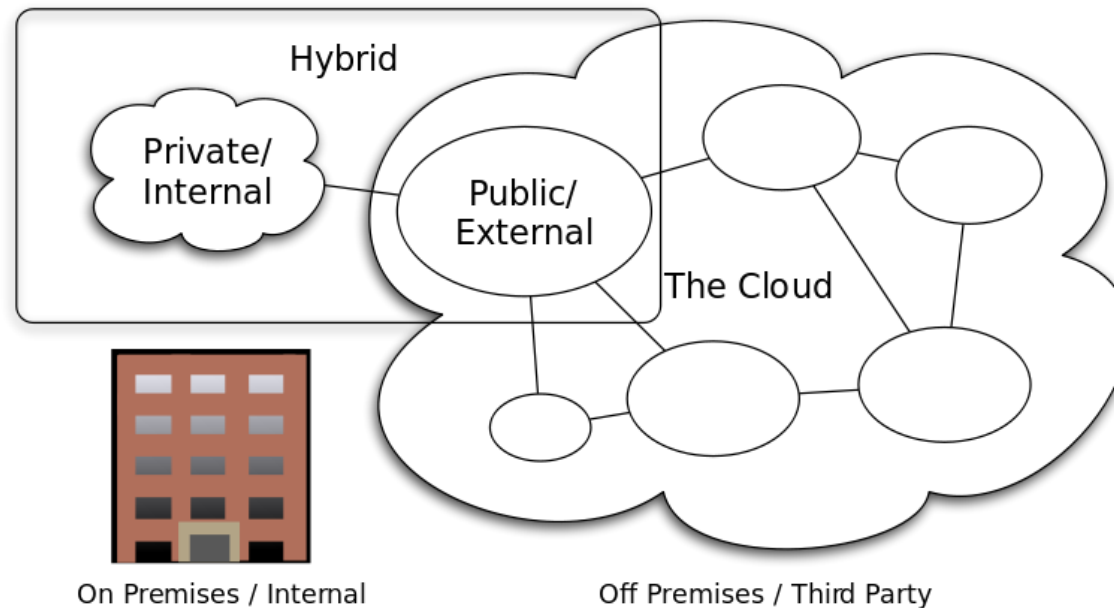 Hybrid
Private/
Internal
Public/
External
The Cloud
On Premises / Internal
Off Premises / Third Party